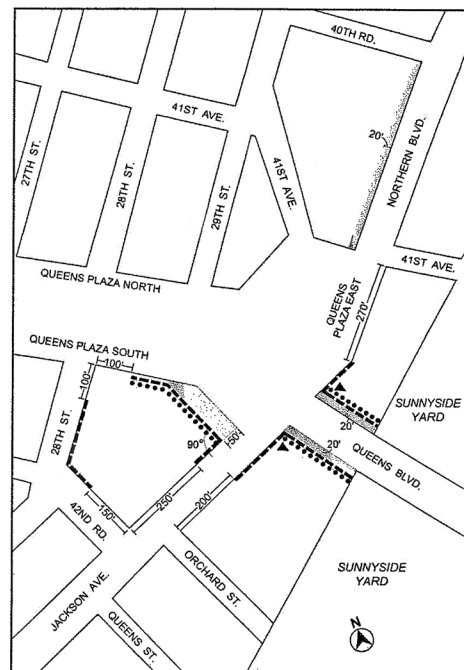 40TH RD.
41ST AVE.
27TH ST.
28TH ST.
29TH ST.
41ST AVE.
20'
NORTHERN BLVD.
QUEENS PLAZA NORTH
41ST AVE.
QUEENS
PLAZA EAST
270'
QUEENS PLAZA SOUTH
100'
100'
28TH ST.
90°
50'
20'
20'
SUNNYSIDE
YARD
QUEENS BLVD.
150'
250'
200'
42ND RD.
JACKSON AVE.
ORCHARD ST.
QUEENS ST.
SUNNYSIDE
YARD
N